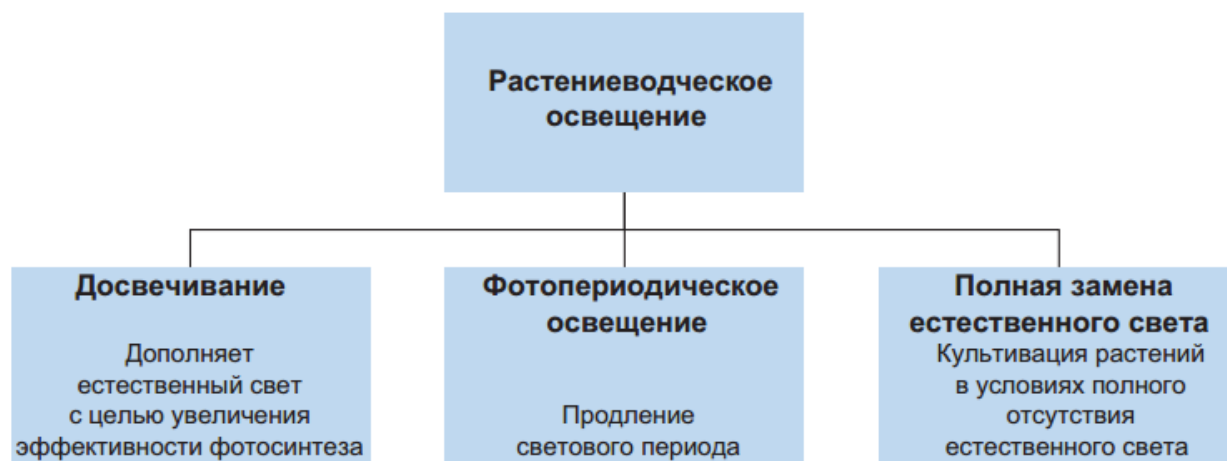 Растениеводческое
освещение
Досвечивание
Дополняет
естественный свет
с целью увеличения
эффективности фотосинтеза
Фотопериодическое
освещение
Продление
светового периода
Полная замена
естественного света
Культивация растений
в условиях полного
отсутствия
естественного света